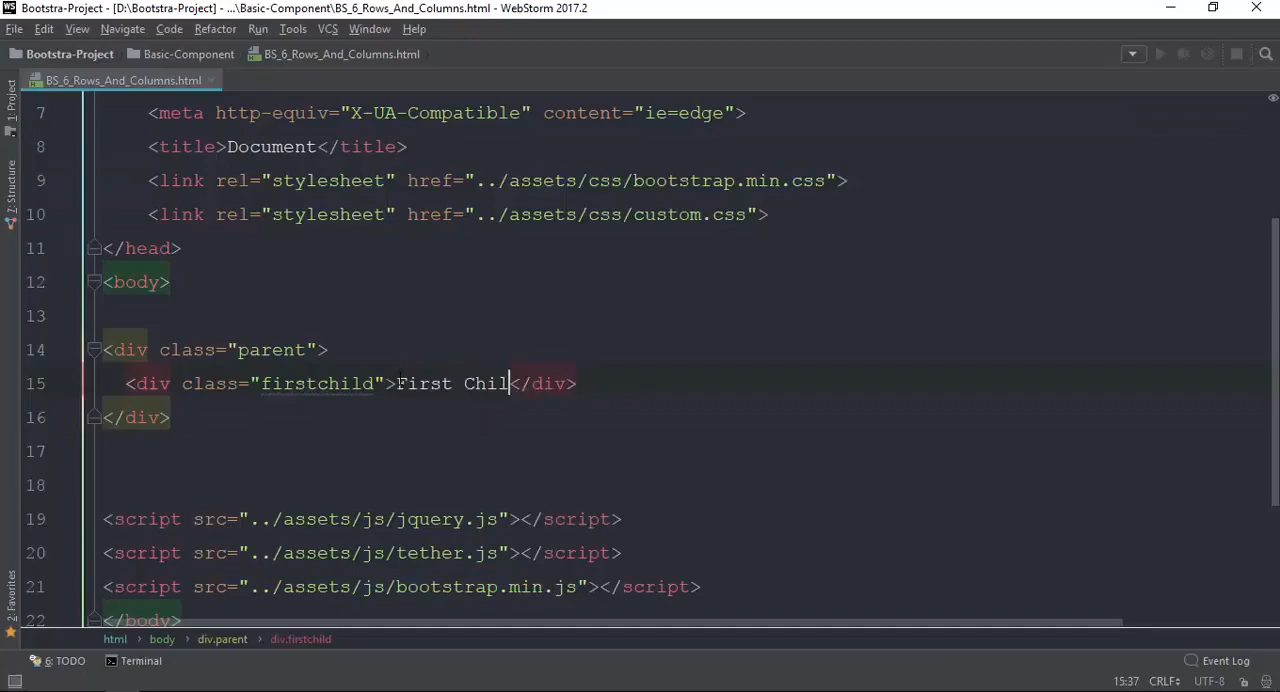 Bootstra-Project - [D:\Bootstra-Project] - ...\Basic-Component\BS_6_Rows_And_Columns.html - WebStorm 2017.2
File Edit View Navigate Code Refactor Run Tools VCS Window Help
Bootstra-Project Basic-Component BS_6_Rows_And_Columns.html
BS_6_Rows_And_Columns.html
1: Project
7: Structure
2: Favorites
7 <meta http-equiv="X-UA-Compatible" content="ie=edge">
8 <title>Document</title>
9 <link rel="stylesheet" href="../assets/css/bootstrap.min.css">
10 <link rel="stylesheet" href="../assets/css/custom.css">
11 </head>
12 <body>
13
14 <div class="parent">
15 <div class="firstchild">First Chil</div>
16 </div>
17
18
19 <script src="../assets/js/jquery.js"></script>
20 <script src="../assets/js/tether.js"></script>
21 <script src="../assets/js/bootstrap.min.js"></script>
22 </body>
html body div.parent div.firstchild
6: TODO Terminal Event Log
15:37 CRLF UTF-8